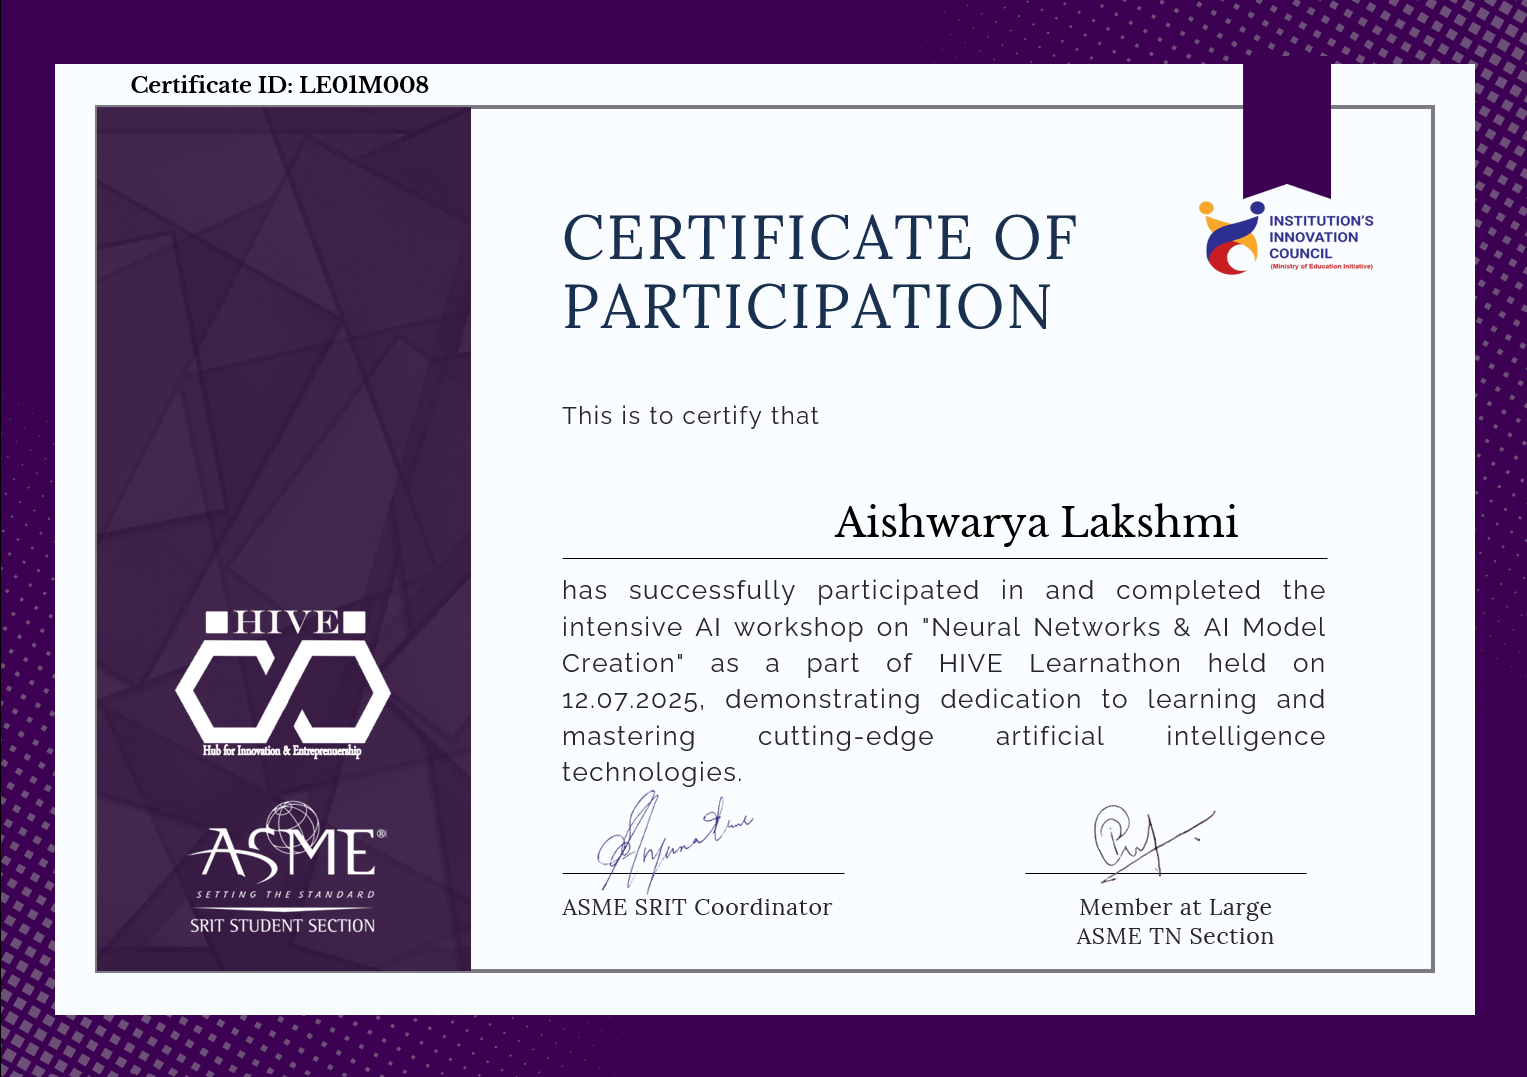 Certificate ID: LE01M008
CERTIFICATE OF
PARTICIPATION
INSTITUTION'S
INNOVATION
COUNCIL
(Ministry of Education Initiative)
This is to certify that
Aishwarya Lakshmi
has successfully participated in and completed the
intensive AI workshop on "Neural Networks & AI Model
Creation" as a part of HIVE Learnathon held on
12.07.2025, demonstrating dedication to learning and
mastering cutting-edge artificial intelligence
technologies.
HIVE
Hub for Innovation & Entreprenuership
ASME®
SETTING THE STANDARD
SRIT STUDENT SECTION
ASME SRIT Coordinator
Member at Large
ASME TN Section